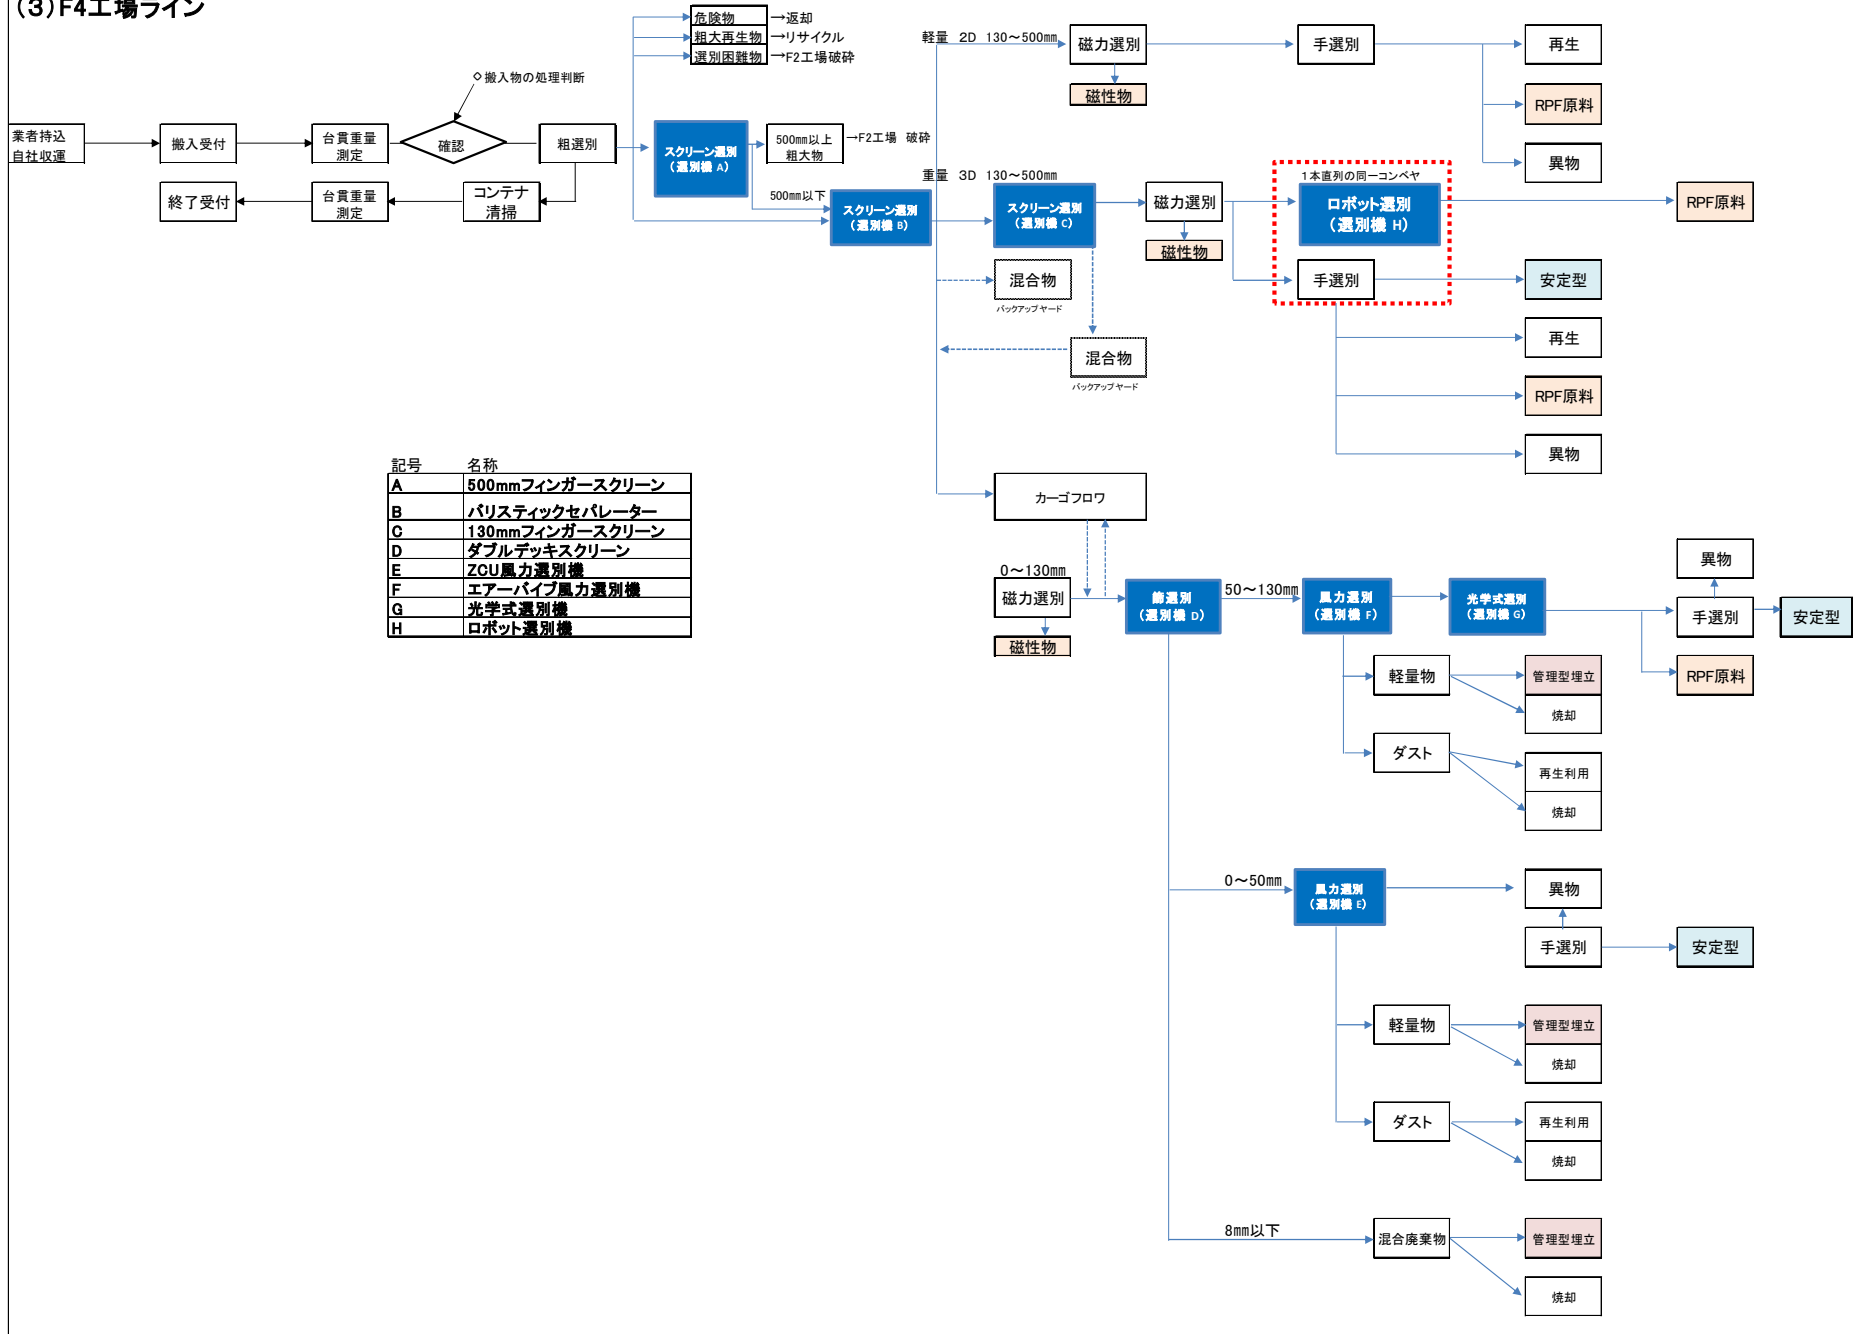 (3)F4工場ライン
危険物
→返却
粗大再生物
→リサイクル
選別困難物
→F2工場破砕
◇搬入物の処理判断
業者持込
自社収運
搬入受付
台貫重量
測定
確認
粗選別
終了受付
台貫重量
測定
コンテナ
清掃
スクリーン選別
(選別機 A)
500mm以上
粗大物
→F2工場 破砕
500mm以下
スクリーン選別
(選別機 B)
軽量 2D 130~500mm
磁力選別
磁性物
手選別
再生
RPF原料
異物
重量 3D 130~500mm
スクリーン選別
(選別機 C)
磁力選別
磁性物
1本直列の同一コンベヤ
ロボット選別
(選別機 H)
RPF原料
手選別
安定型
再生
RPF原料
異物
混合物
バックアップヤード
混合物
バックアップヤード
カーゴフロワ
記号 名称
A 500mmフィンガースクリーン
B バリスティックセパレーター
C 130mmフィンガースクリーン
D ダブルデッキスクリーン
E ZCU風力選別機
F エアーバイブ風力選別機
G 光学式選別機
H ロボット選別機
0~130mm
磁力選別
磁性物
篩選別
(選別機 D)
50~130mm
風力選別
(選別機 F)
光学式選別
(選別機 G)
異物
手選別
安定型
RPF原料
軽量物
管理型埋立
焼却
ダスト
再生利用
焼却
0~50mm
風力選別
(選別機 E)
異物
手選別
安定型
軽量物
管理型埋立
焼却
ダスト
再生利用
焼却
8mm以下
混合廃棄物
管理型埋立
焼却